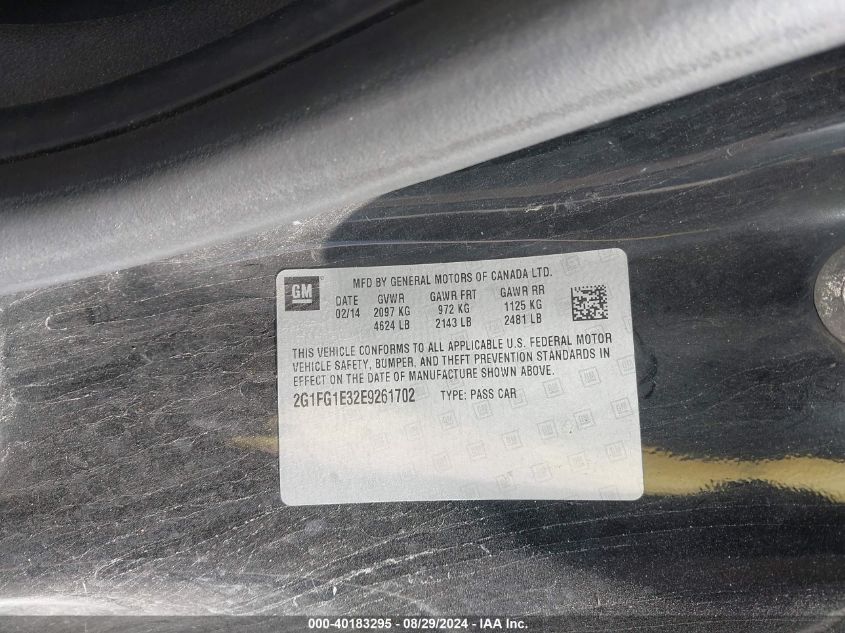 GM
MFD BY GENERAL MOTORS OF CANADA LTD.
DATE GVWR GAWR FRT GAWR RR
02/14 2097 KG 972 KG 1125 KG
4624 LB 2143 LB 2481 LB
THIS VEHICLE CONFORMS TO ALL APPLICABLE U.S. FEDERAL MOTOR
VEHICLE SAFETY, BUMPER, AND THEFT PREVENTION STANDARDS IN
EFFECT ON THE DATE OF MANUFACTURE SHOWN ABOVE.
2G1FG1E32E9261702 TYPE: PASS CAR
000-40183295 - 08/29/2024 - IAA Inc.